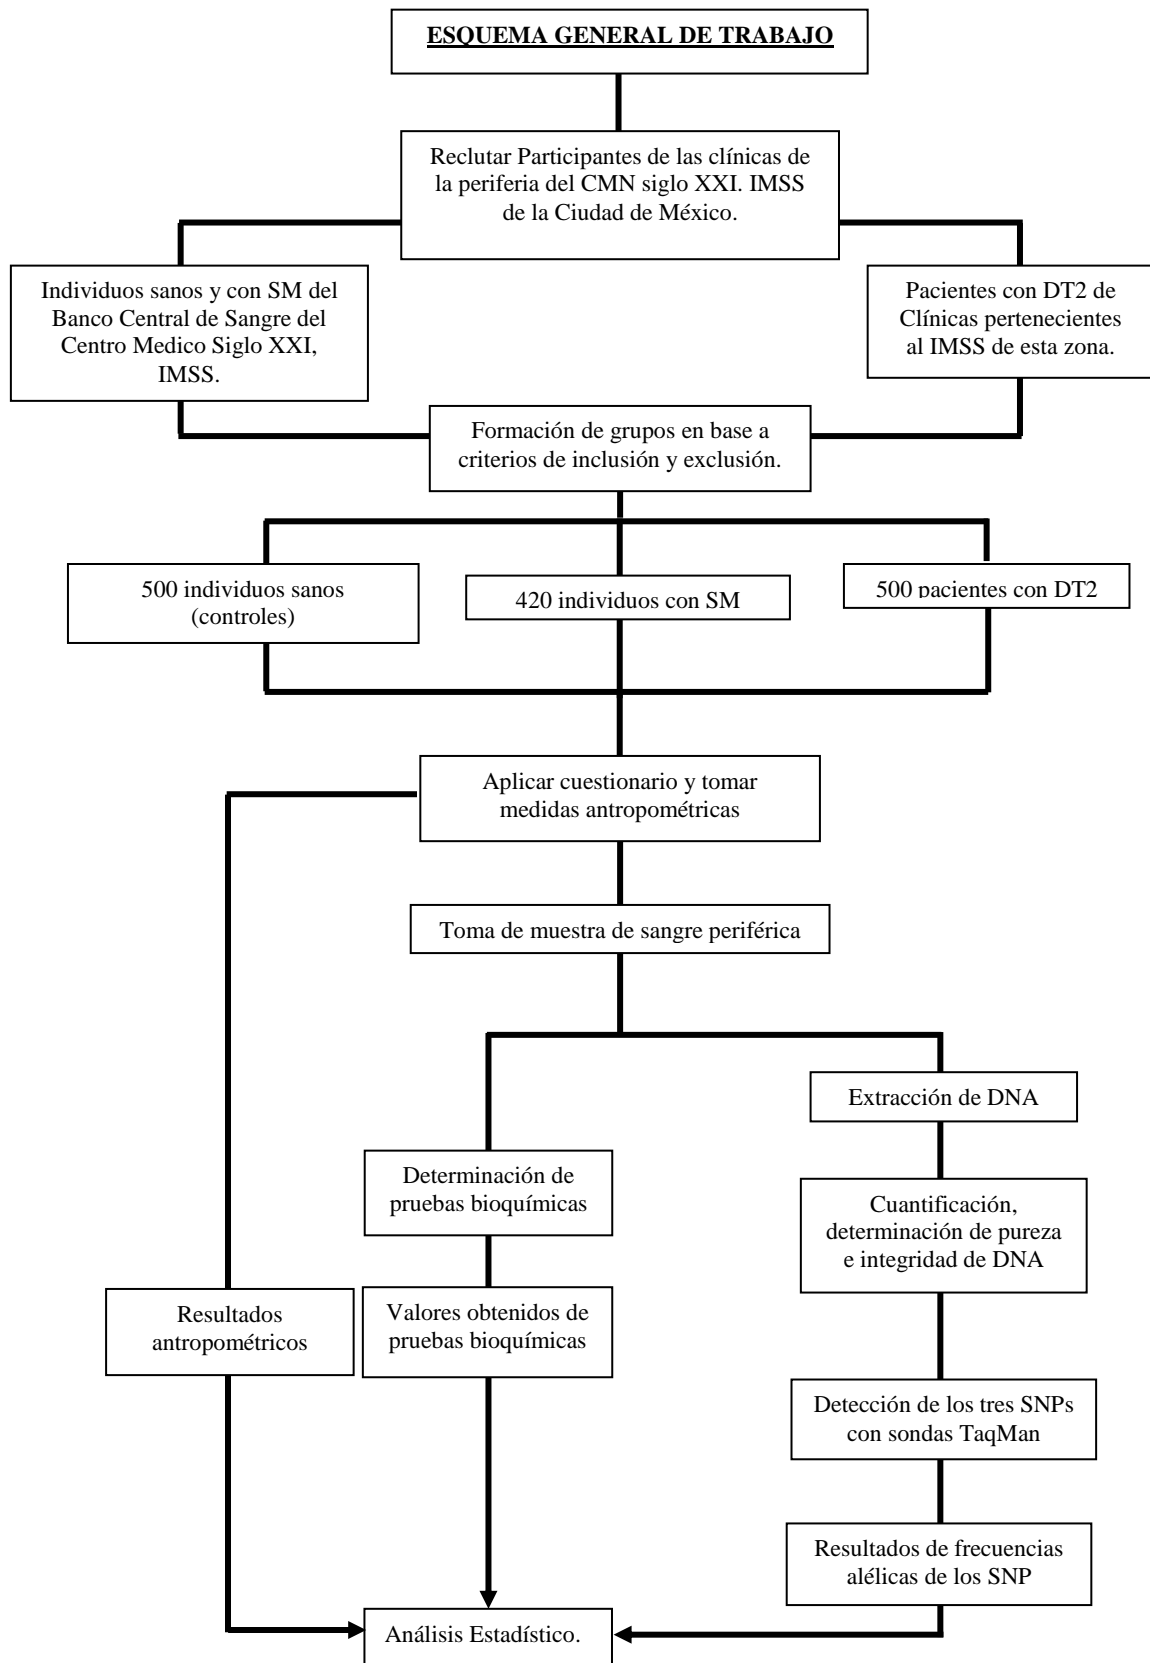 ESQUEMA GENERAL DE TRABAJO
Reclutar Participantes de las clínicas de
la periferia del CMN siglo XXI. IMSS
de la Ciudad de México.
Individuos sanos y con SM del
Banco Central de Sangre del
Centro Medico Siglo XXI,
IMSS.
Pacientes con DT2 de
Clínicas pertenecientes
al IMSS de esta zona.
Formación de grupos en base a
criterios de inclusión y exclusión.
500 individuos sanos
(controles)
420 individuos con SM
500 pacientes con DT2
Aplicar cuestionario y tomar
medidas antropométricas
Toma de muestra de sangre periférica
Extracción de DNA
Determinación de
pruebas bioquímicas
Cuantificación,
determinación de pureza
e integridad de DNA
Resultados
antropométricos
Valores obtenidos de
pruebas bioquímicas
Detección de los tres SNPs
con sondas TaqMan
Resultados de frecuencias
alélicas de los SNP
Análisis Estadístico.